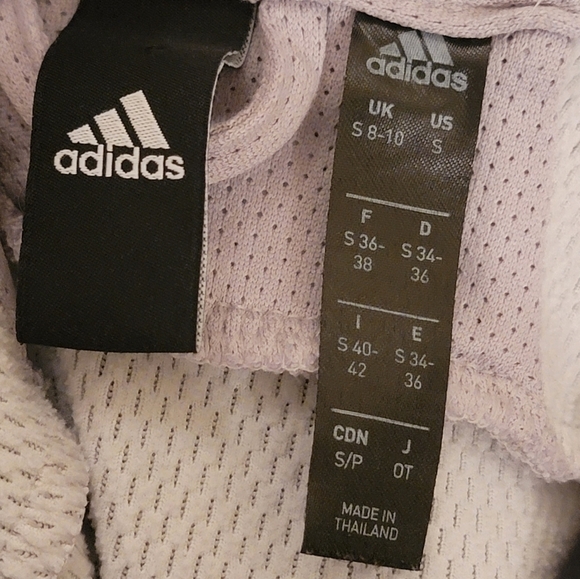 adidas
adidas
UK US
S 8-10 S
F D
S 36- S 34-
38 36
I E
S 40- S 34-
42 36
CDN J
S/P OT
MADE IN
THAILAND